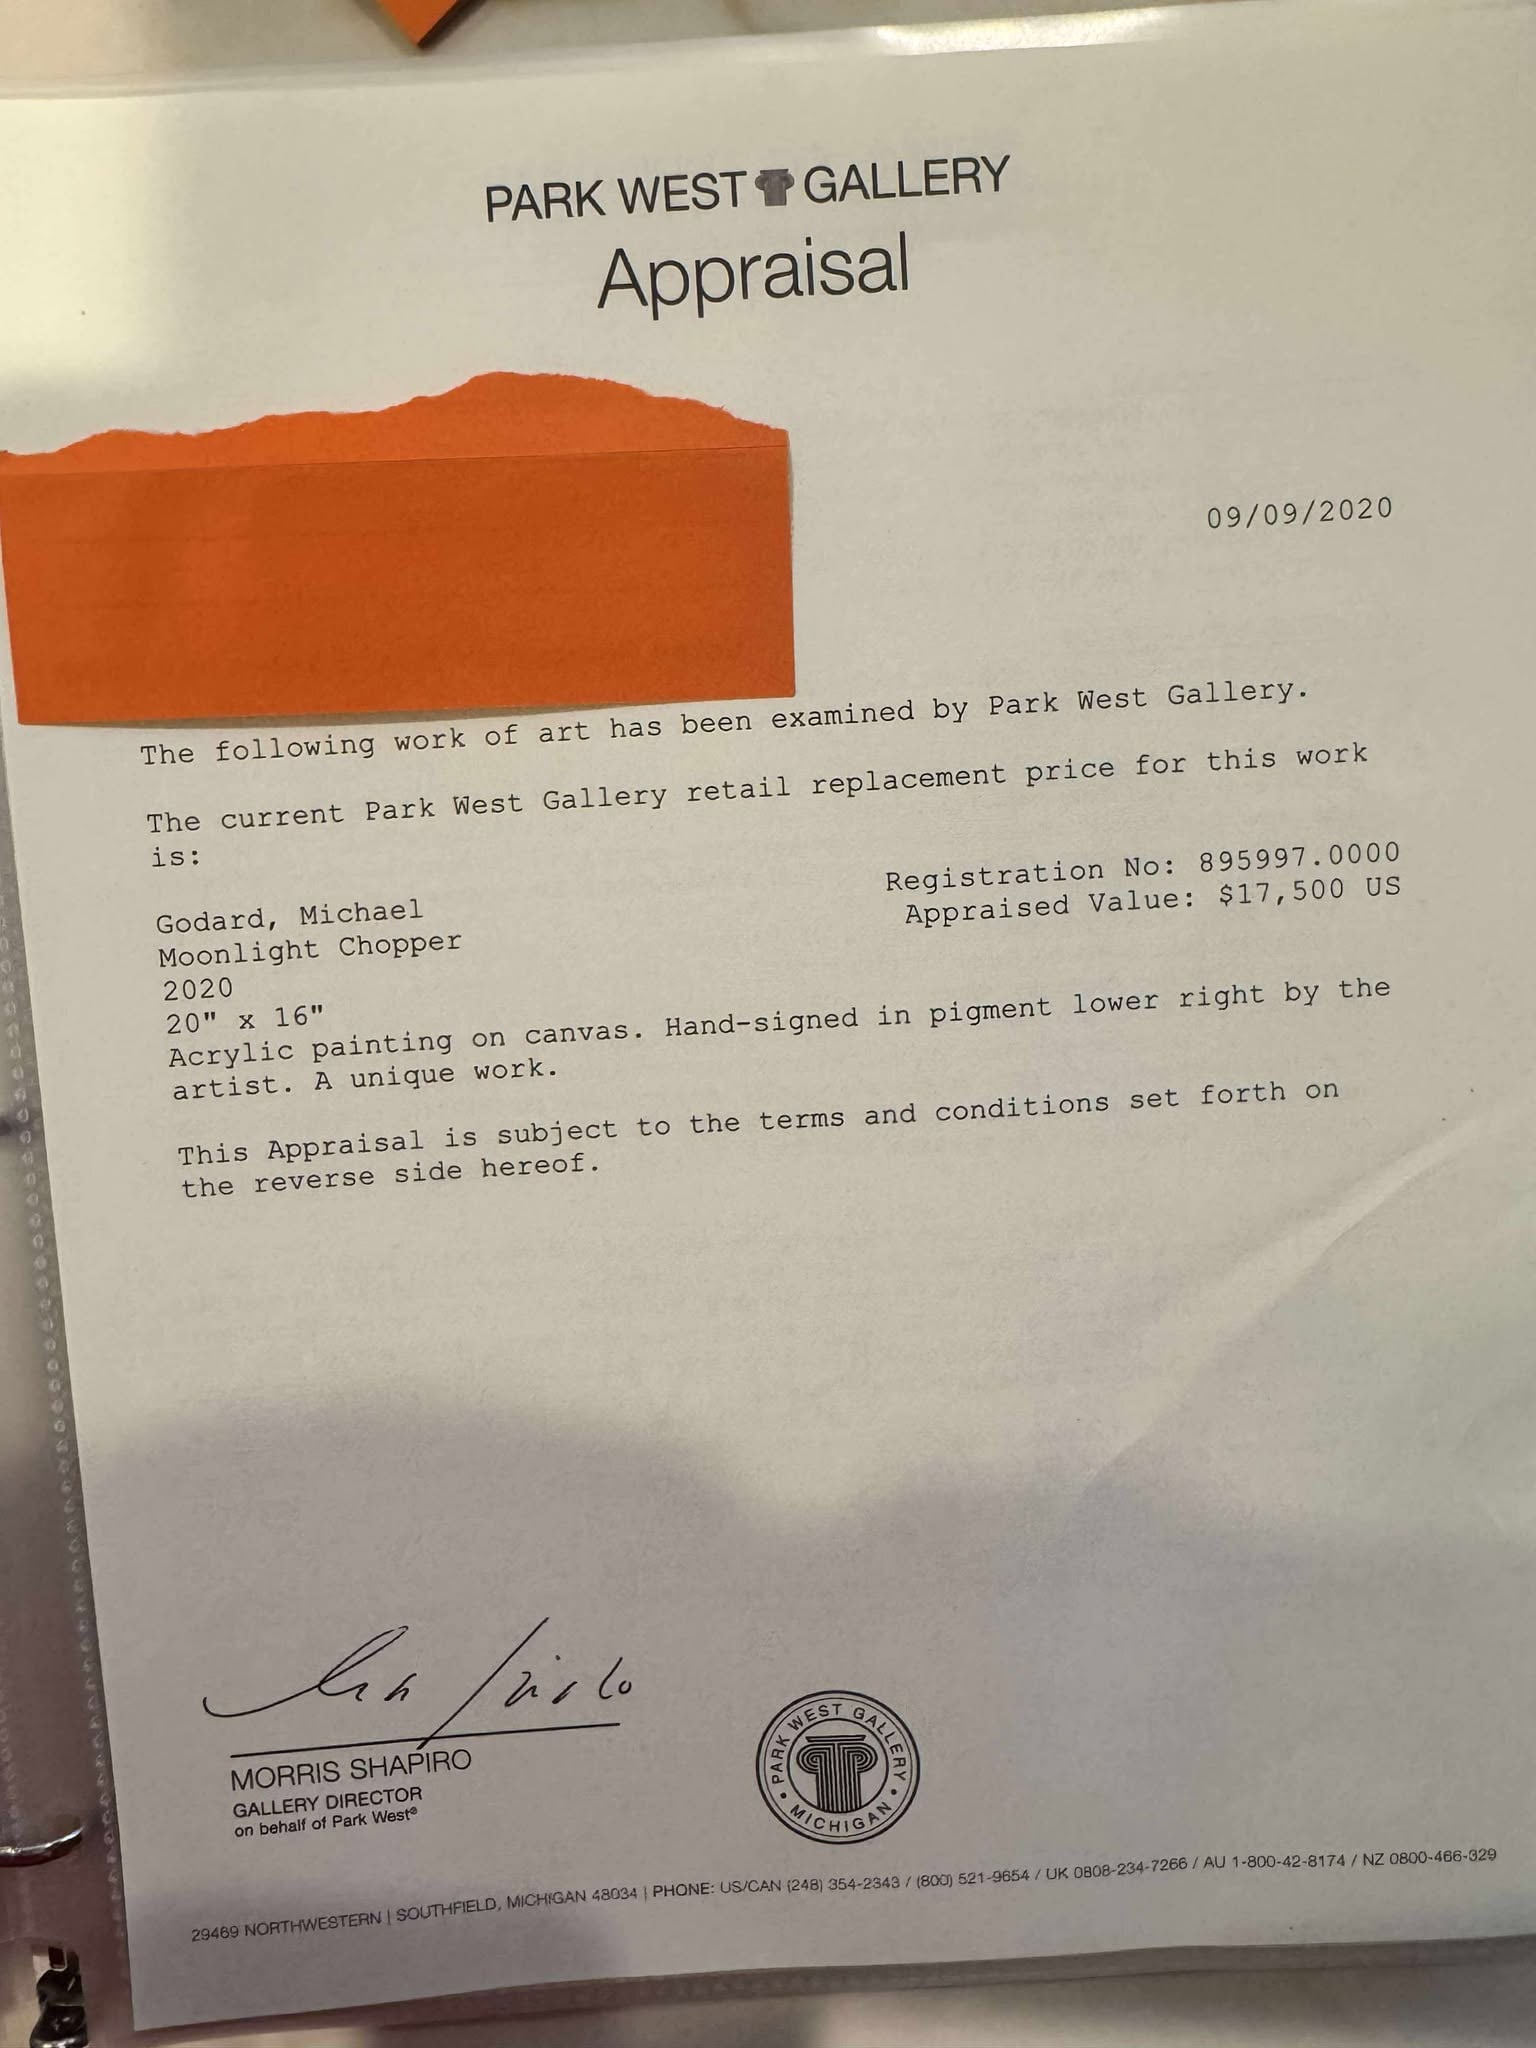 PARK WEST GALLERY
Appraisal
09/09/2020
The following work of art has been examined by Park West Gallery.
The current Park West Gallery retail replacement price for this work
is:
Registration No: 895997.0000
Appraised Value: $17,500 US
Godard, Michael
Moonlight Chopper
2020
20" x 16"
Acrylic painting on canvas. Hand-signed in pigment lower right by the
artist. A unique work.
This Appraisal is subject to the terms and conditions set forth on
the reverse side hereof.
MORRIS SHAPIRO
GALLERY DIRECTOR
on behalf of Park West®
PARK WEST GALLERY
• MICHIGAN •
29469 NORTHWESTERN | SOUTHFIELD, MICHIGAN 48034 | PHONE: US/CAN (248) 354-2343 / (800) 521-9654 / UK 0808-234-7266 / AU 1-800-42-8174 / NZ 0800-466-329